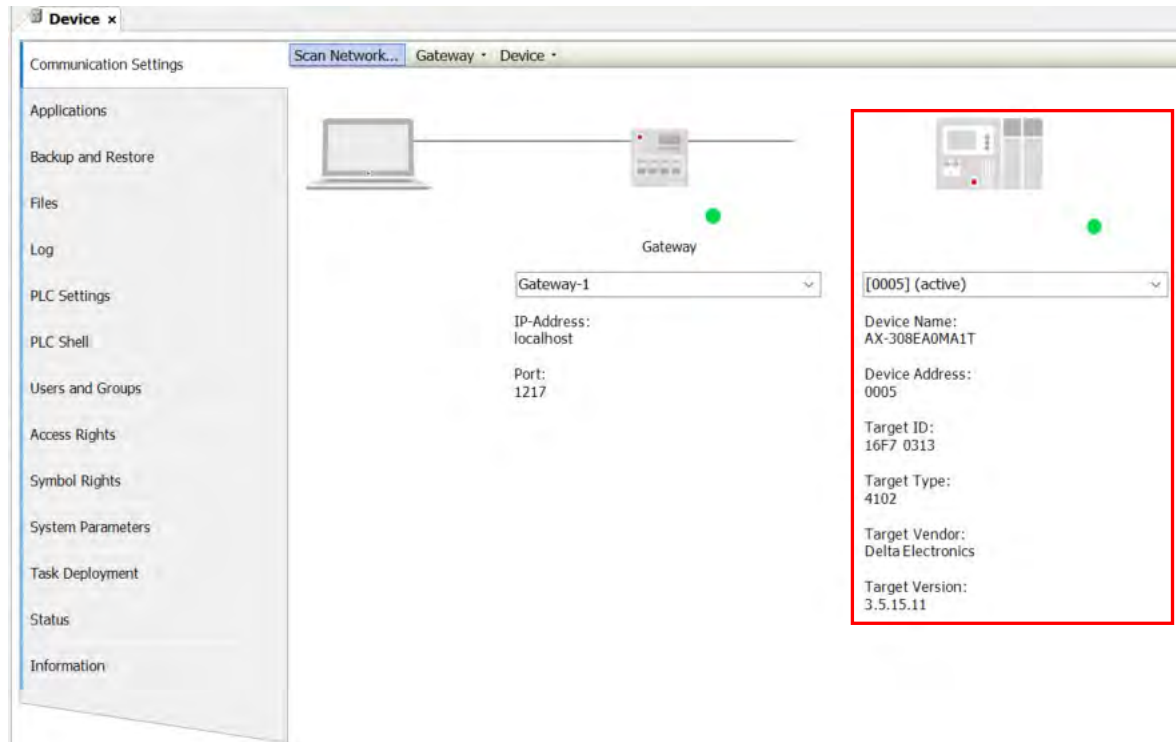 Device ×
Communication Settings
Applications
Backup and Restore
Files
Log
PLC Settings
PLC Shell
Users and Groups
Access Rights
Symbol Rights
System Parameters
Task Deployment
Status
Information
Scan Network... Gateway Device
Gateway
Gateway-1
IP-Address:
localhost
Port:
1217
[0005] (active)
Device Name:
AX-308EA0MA1T
Device Address:
0005
Target ID:
16F7 0313
Target Type:
4102
Target Vendor:
Delta Electronics
Target Version:
3.5.15.11